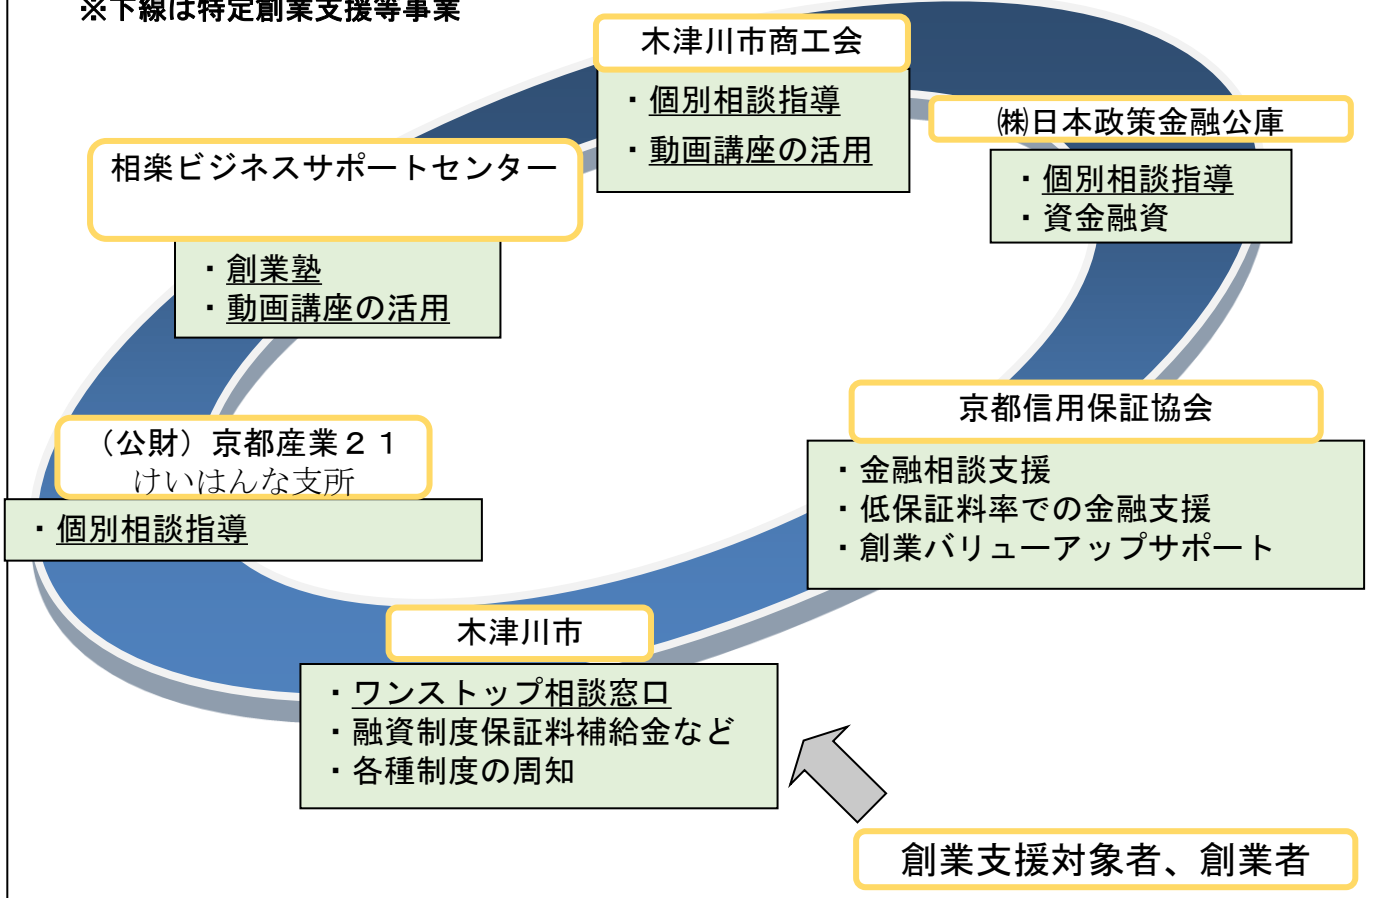 ※下線は特定創業支援等事業
木津川市商工会
・個別相談指導
・動画講座の活用
㈱日本政策金融公庫
・個別相談指導
・資金融資
相楽ビジネスサポートセンター
・創業塾
・動画講座の活用
京都信用保証協会
・金融相談支援
・低保証料率での金融支援
・創業バリューアップサポート
（公財）京都産業２１
けいはんな支所
・個別相談指導
木津川市
・ワンストップ相談窓口
・融資制度保証料補給金など
・各種制度の周知
創業支援対象者、創業者